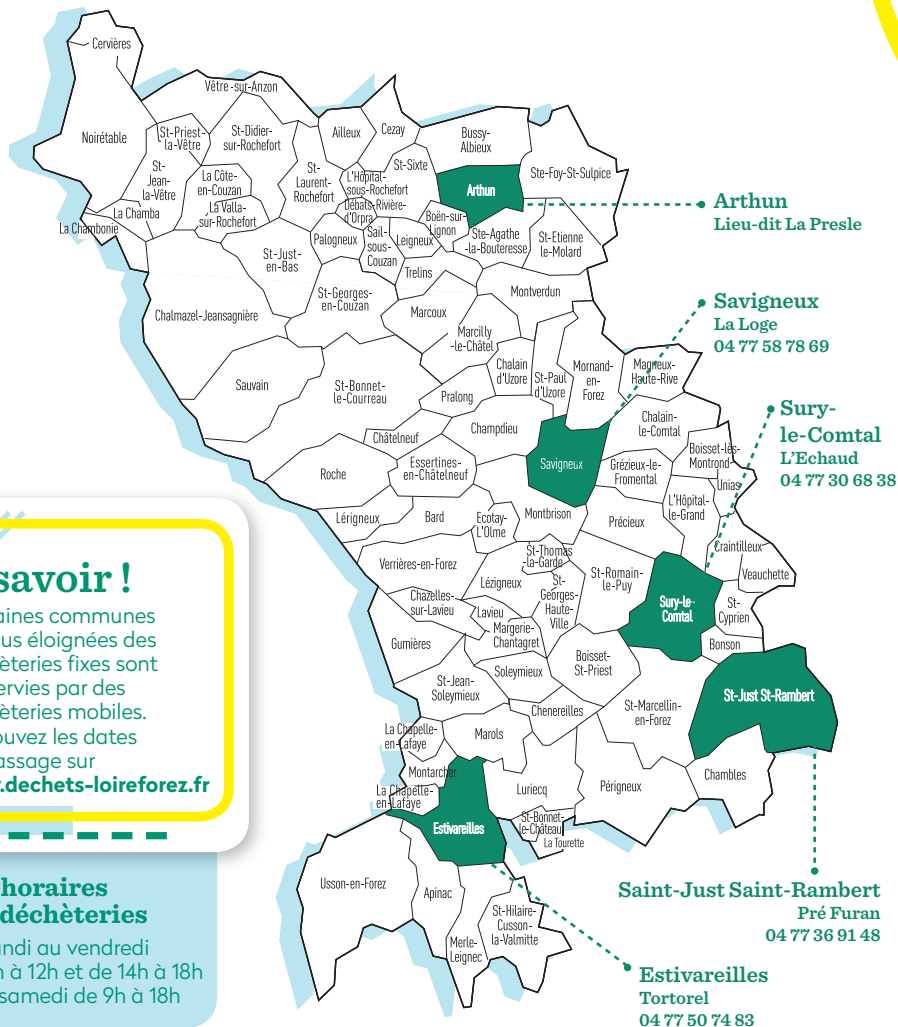 Cervières
Vêtre-sur-Anzon
Noirétable
St-Priest-
la-Vêtre
St-Didier-
sur-Rochefort
Ailleux
Cezay
Bussy-
Albieux
St-
Jean-
la-Vêtre
La Côte-
en-Couzan
St-
Laurent-
Rochefort
L'Hôpital-
sous-Rochefort
St-Sixte
Arthun
Ste-Foy-St-Sulpice
La Chamba
La Chambonie
La Valla-
sur-Rochefort
Débats-Rivière-
d'Orpra
Boën-sur-
Lignon
Palogneux
Sail-
sous-
Couzan
Leigneux
Ste-Agathe
-la-Bouteresse
St-Etienne
le-Molard
St-Just-
en-Bas
Trelins
St-Georges-
en-Couzan
Montverdun
Chalmazel-Jeansagnière
Marcoux
Marcilly
-le-Châtel
Chalain
d'Uzore
St-Paul
d'Uzore
Mornand-
en-
Forez
Magneux-
Haute-Rive
Sauvain
St-Bonnet-
le-Courreau
Pralong
Châtelneuf
Champdieu
Chalain-
le-Comtal
Roche
Essertines-
en-Châtelneuf
Savigneux
Grézieux-le-
Fromental
Boisset-lès-
Montrond
Unias
L'Hôpital-
le-Grand
Lérigneux
Bard
Ecotay-
L'Olme
Montbrison
Précieux
Craintilleux
Veauchette
Verrières-en-Forez
St-Thomas
-la-Garde
Lézigneux
St-
Georges-
Haute-
Ville
St-Romain-
le-Puy
Chazelles-
sur-Lavieu
Lavieu
Margerie-
Chantagret
Sury-le
Comtal
St-
Cyprien
Bonson
Gumières
Boisset-
St-Priest
St-Jean-
Soleymieux
Soleymieux
St-Just St-Rambert
Chenereilles
St-Marcellin-
en-Forez
La Chapelle-
en-Lafaye
Marols
Montarcher
La Chapelle-
en-Lafaye
Luriecq
Périgneux
Chambles
Estivareilles
St-Bonnet-
le-Château
La Tourette
Usson-en-Forez
Apinac
St-Hilaire-
Cusson-
la-Valmitte
Merle-
Leignec
Arthun
Lieu-dit La Presle
Savigneux
La Loge
04 77 58 78 69
Sury-
le-Comtal
L'Echaud
04 77 30 68 38
Saint-Just Saint-Rambert
Pré Furan
04 77 36 91 48
Estivareilles
Tortorel
04 77 50 74 83
savoir !
aines communes
us éloignées des
èteries fixes sont
ervies par des
èteries mobiles.
ouvez les dates
assage sur
.dechets-loireforez.fr
horaires
déchèteries
ndi au vendredi
h à 12h et de 14h à 18h
samedi de 9h à 18h